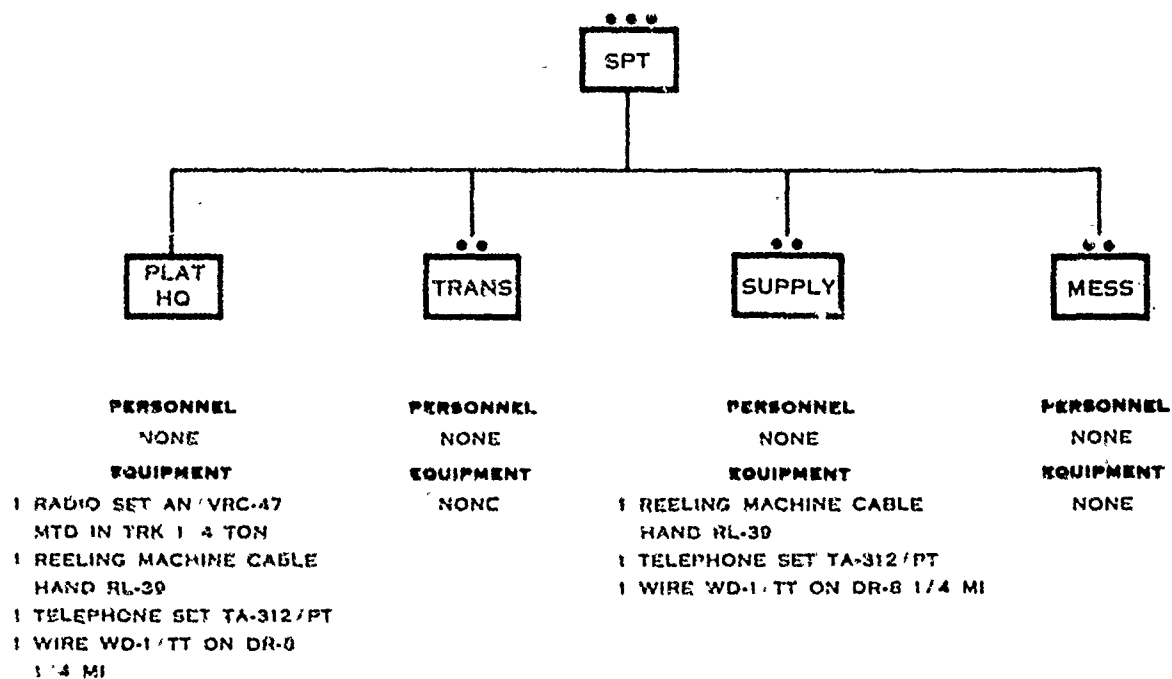 SPT
PLAT
HQ
TRANS
SUPPLY
MESS
PERSONNEL
NONE
EQUIPMENT
1 RADIO SET AN/VRC-47
MTD IN TRK 1/4 TON
1 REELING MACHINE CABLE
HAND RL-39
1 TELEPHONE SET TA-312/PT
1 WIRE WD-1/TT ON DR-8
1/4 MI
PERSONNEL
NONE
EQUIPMENT
NONE
PERSONNEL
NONE
EQUIPMENT
1 REELING MACHINE CABLE
HAND RL-39
1 TELEPHONE SET TA-312/PT
1 WIRE WD-1/TT ON DR-8 1/4 MI
PERSONNEL
NONE
EQUIPMENT
NONE